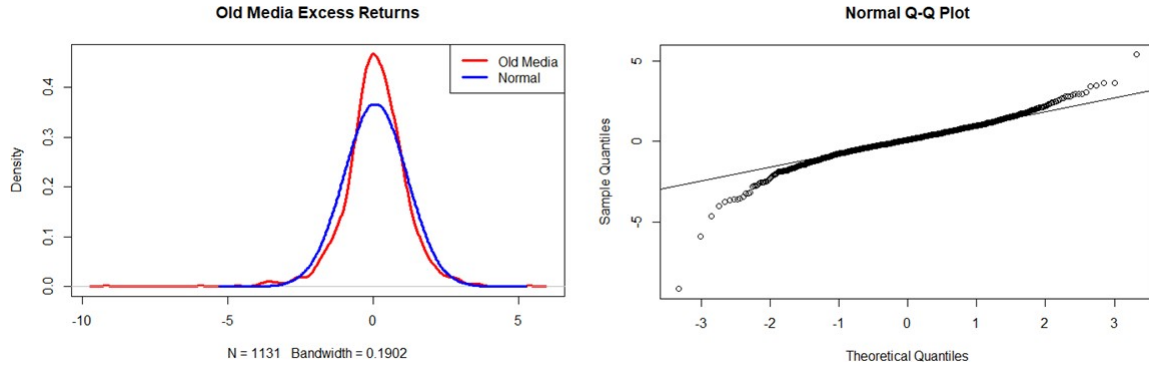 Old Media Excess Returns
Density
0.0
0.1
0.2
0.3
0.4
Old Media
Normal
-10
-5
0
5
N = 1131 Bandwidth = 0.1902
Normal Q-Q Plot
Sample Quantiles
5
0
-5
-3
-2
-1
0
1
2
3
Theoretical Quantiles